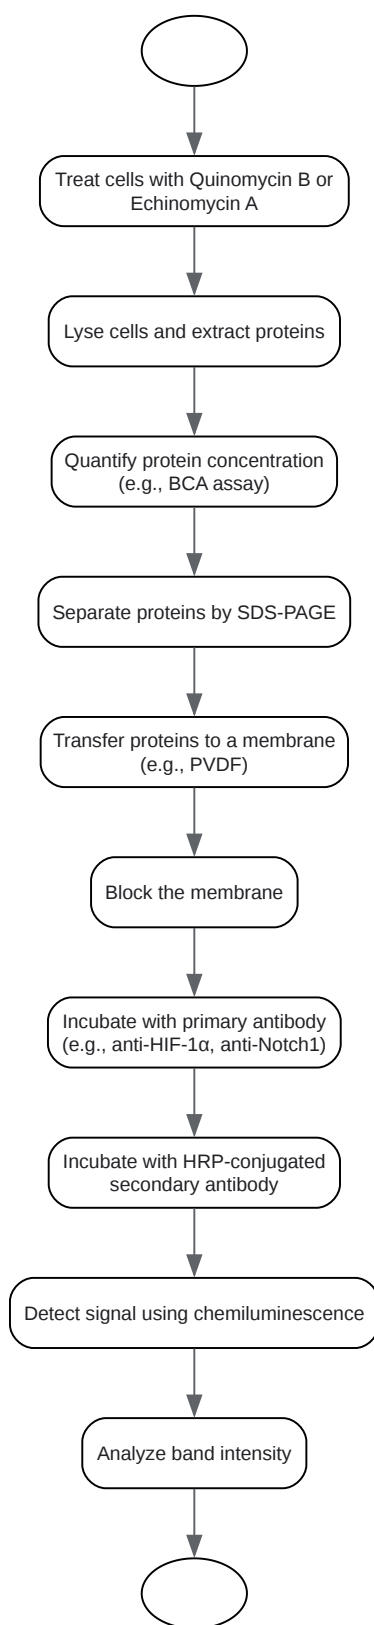 Treat cells with Quinomycin B or
Echinomycin A
Lyse cells and extract proteins
Quantify protein concentration
(e.g., BCA assay)
Separate proteins by SDS-PAGE
Transfer proteins to a membrane
(e.g., PVDF)
Block the membrane
Incubate with primary antibody
(e.g., anti-HIF-1α, anti-Notch1)
Incubate with HRP-conjugated
secondary antibody
Detect signal using chemiluminescence
Analyze band intensity